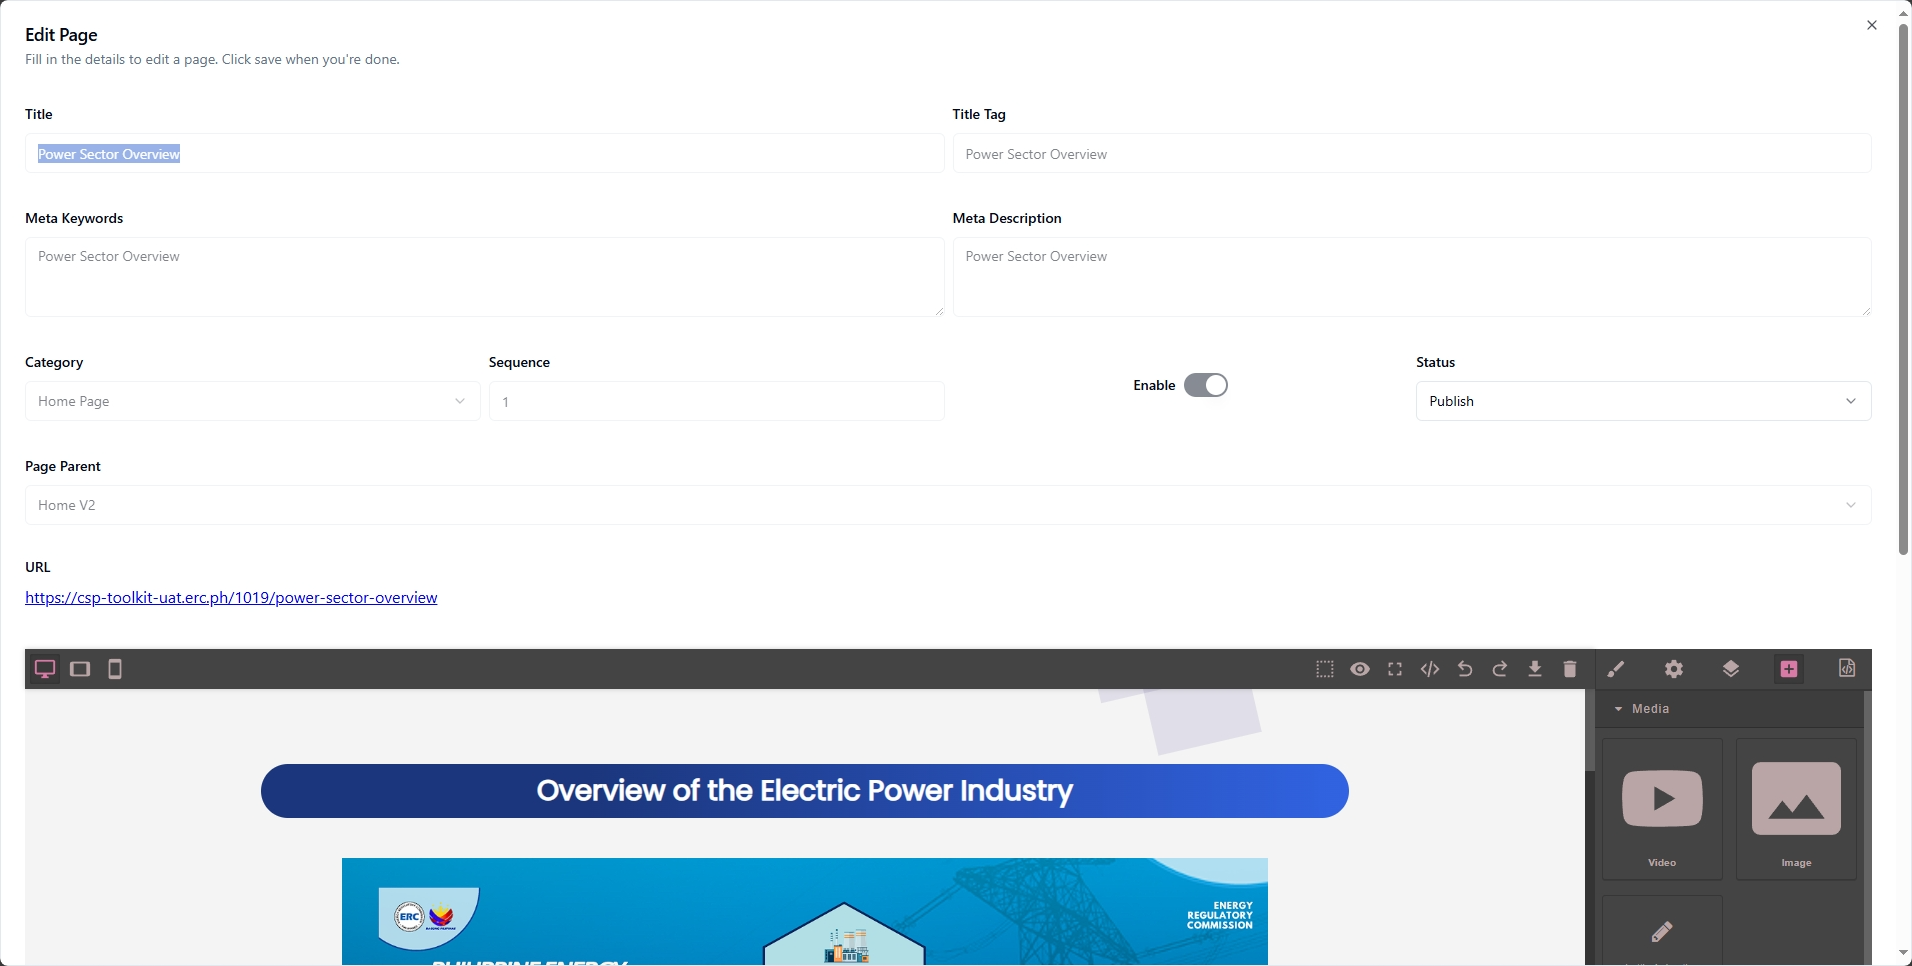 Edit Page
Fill in the details to edit a page. Click save when you're done.
Title
Title Tag
Power Sector Overview
Power Sector Overview
Meta Keywords
Meta Description
Power Sector Overview
Power Sector Overview
Category
Sequence
Enable
Status
Home Page
1
Publish
Page Parent
Home V2
URL
https://csp-toolkit-uat.erc.ph/1019/power-sector-overview
Media
Overview of the Electric Power Industry
Video
Image
ERC
ENERGY
REGULATORY
COMMISSION
PHILIPPINE ENERGY